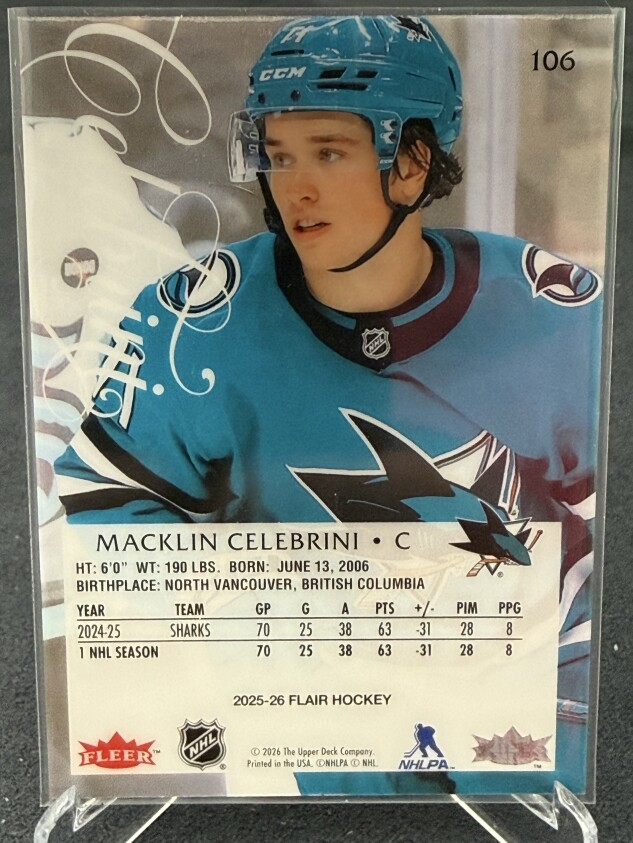 106
CCM
NHL
MACKLIN CELEBRINI • C
HT: 6'0" WT: 190 LBS. BORN: JUNE 13, 2006
BIRTHPLACE: NORTH VANCOUVER, BRITISH COLUMBIA
YEAR TEAM GP G A PTS +/- PIM PPG
2024-25 SHARKS 70 25 38 63 -31 28 8
1 NHL SEASON 70 25 38 63 -31 28 8
2025-26 FLAIR HOCKEY
FLEER™
NHL ®
© 2026 The Upper Deck Company.
Printed in the USA. ©NHLPA © NHL.
NHLPA™